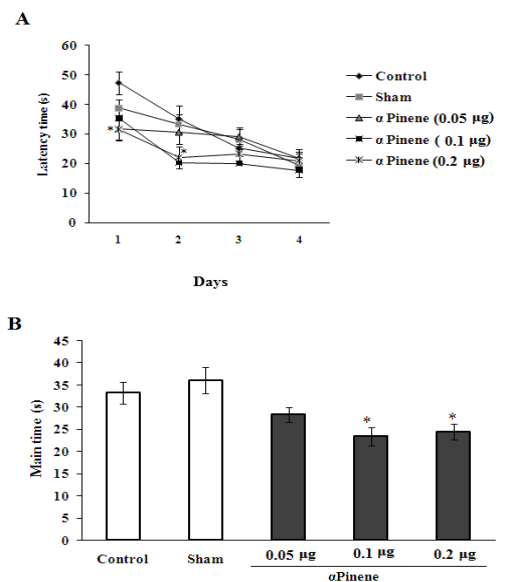 A
60
50
40
30
20
10
0
Latency time (s)
*
*
1 2 3 4
Days
Control
Sham
α Pinene (0.05 µg)
α Pinene ( 0.1 µg)
α Pinene (0.2 µg)
B
45
40
35
30
25
20
15
10
5
0
Main time (s)
* *
Control Sham 0.05 µg 0.1 µg 0.2 µg
αPinene